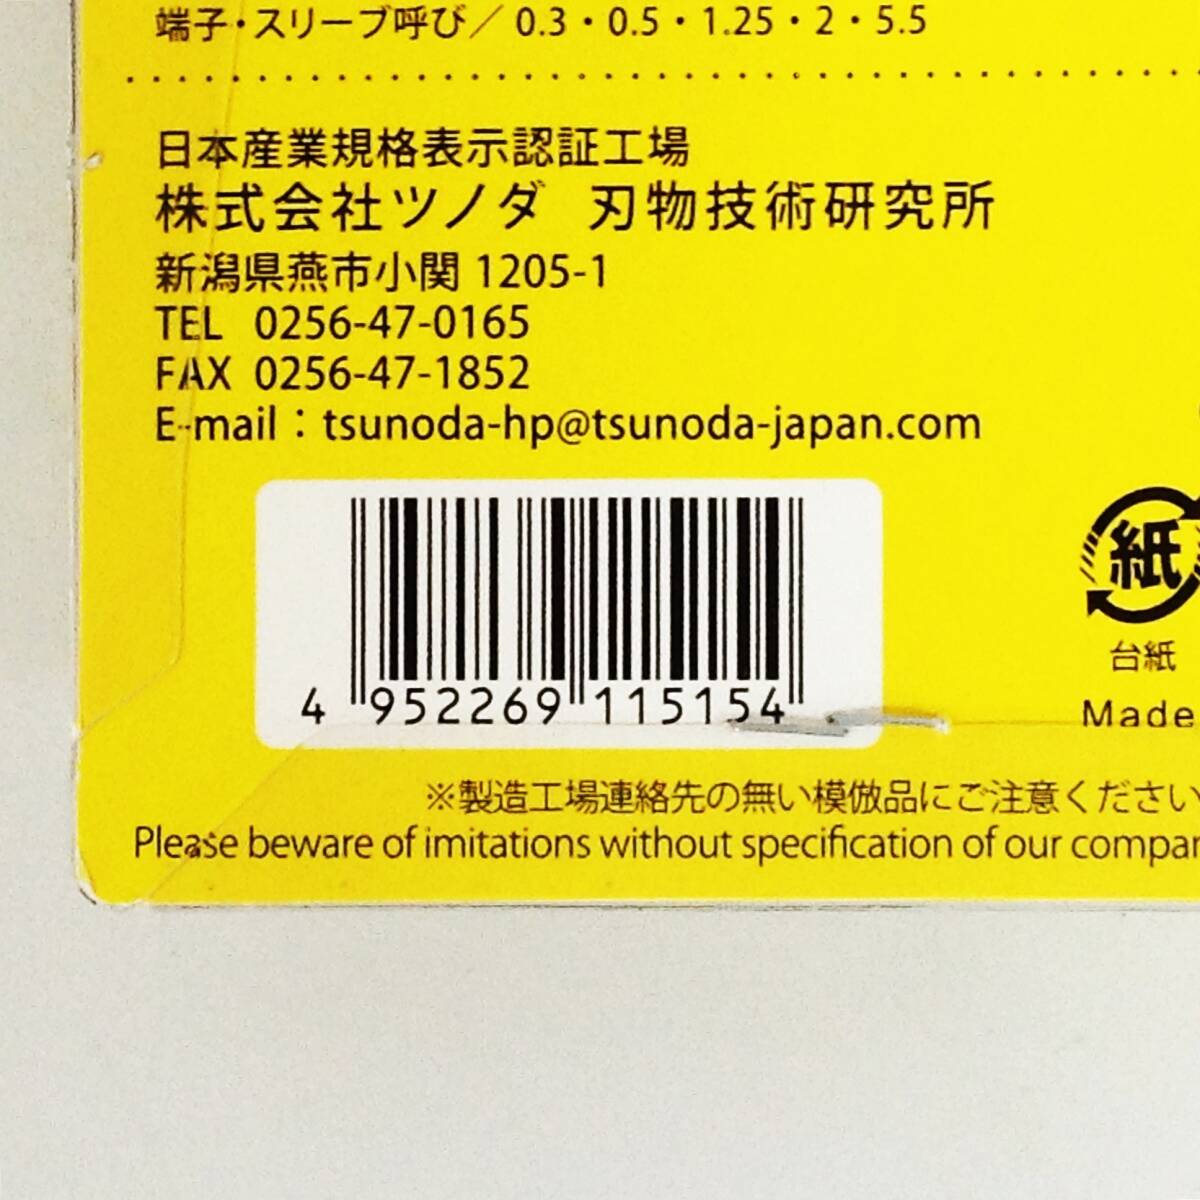 端子・スリーブ呼び／ 0.3・0.5・1.25・2・5.5
日本産業規格表示認証工場
株式会社ツノダ 刃物技術研究所
新潟県燕市小関 1205-1
TEL 0256-47-0165
FAX 0256-47-1852
E-mail：tsunoda-hp@tsunoda-japan.com
4 952269 115154
紙
台紙
Made
※製造工場連絡先の無い模倣品にご注意ください
Please beware of imitations without specification of our